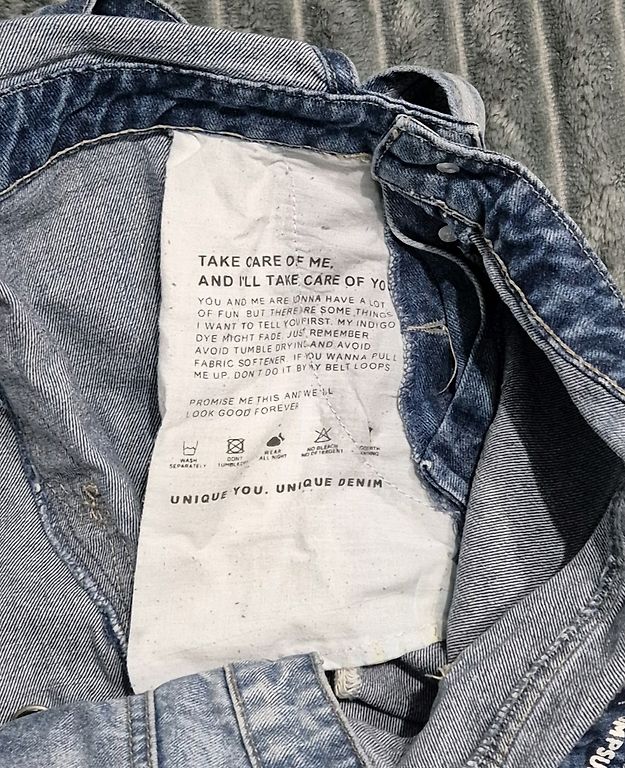 TAKE CARE OF ME,
AND I'LL TAKE CARE OF YO
YOU AND ME ARE ONNA HAVE A LOT
OF FUN BUT THERE ARE SOME THINGS
I WANT TO TELL YOU FIRST. MY INDIGO
DYE MIGHT FADE. JUST REMEMBER
AVOID TUMBLE DRYING AND AVOID
FABRIC SOFTENER. IF YOU WANNA PULL
ME UP, DON'T DO IT BY MY BELT LOOPS
PROMISE ME THIS AND WE'LL
LOOK GOOD FOREVER
WASH SEPARATELY
DON'T TUMBLE
WEAR ALL NIGHT
NO BLEACH NO DETERGENT
UNIQUE YOU. UNIQUE DENIM
IMPSU